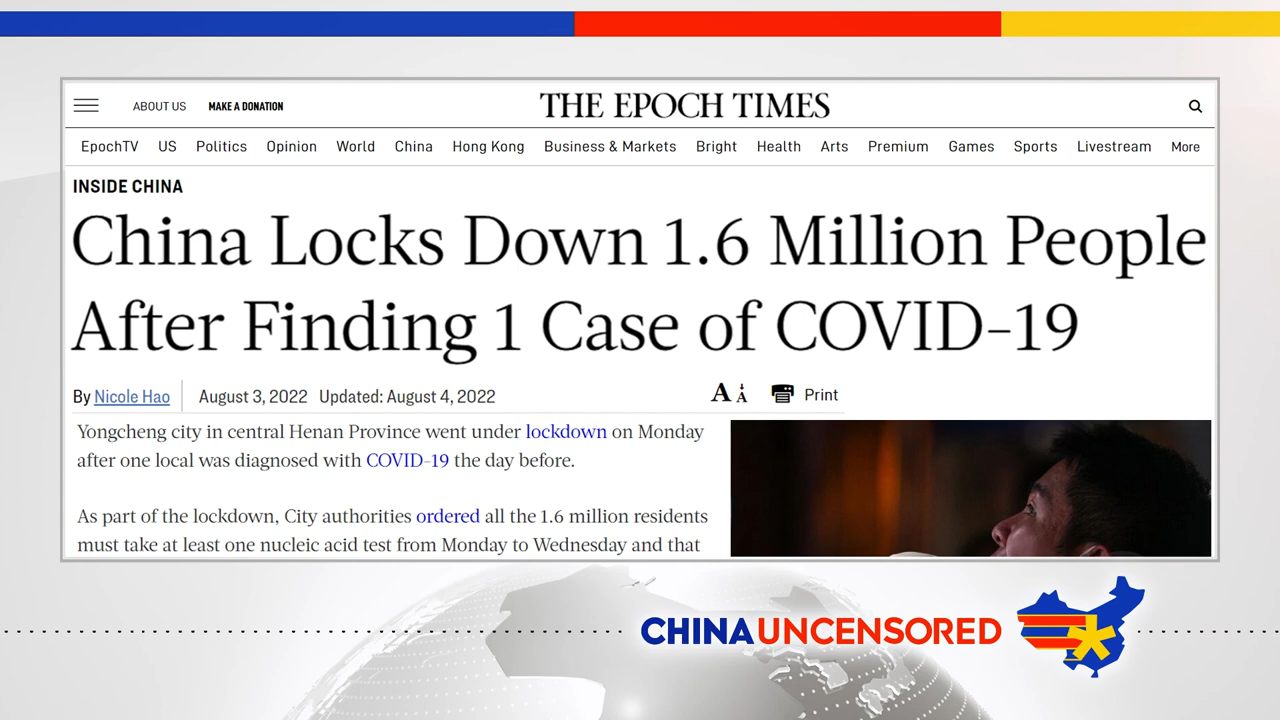 ABOUT US MAKE A DONATION THE EPOCH TIMES
EpochTV US Politics Opinion World China Hong Kong Business & Markets Bright Health Arts Premium Games Sports Livestream More
INSIDE CHINA
China Locks Down 1.6 Million People
After Finding 1 Case of COVID-19
By Nicole Hao August 3, 2022 Updated: August 4, 2022 A A Print
Yongcheng city in central Henan Province went under lockdown on Monday
after one local was diagnosed with COVID-19 the day before.
As part of the lockdown, City authorities ordered all the 1.6 million residents
must take at least one nucleic acid test from Monday to Wednesday and that
CHINAUNCENSORED